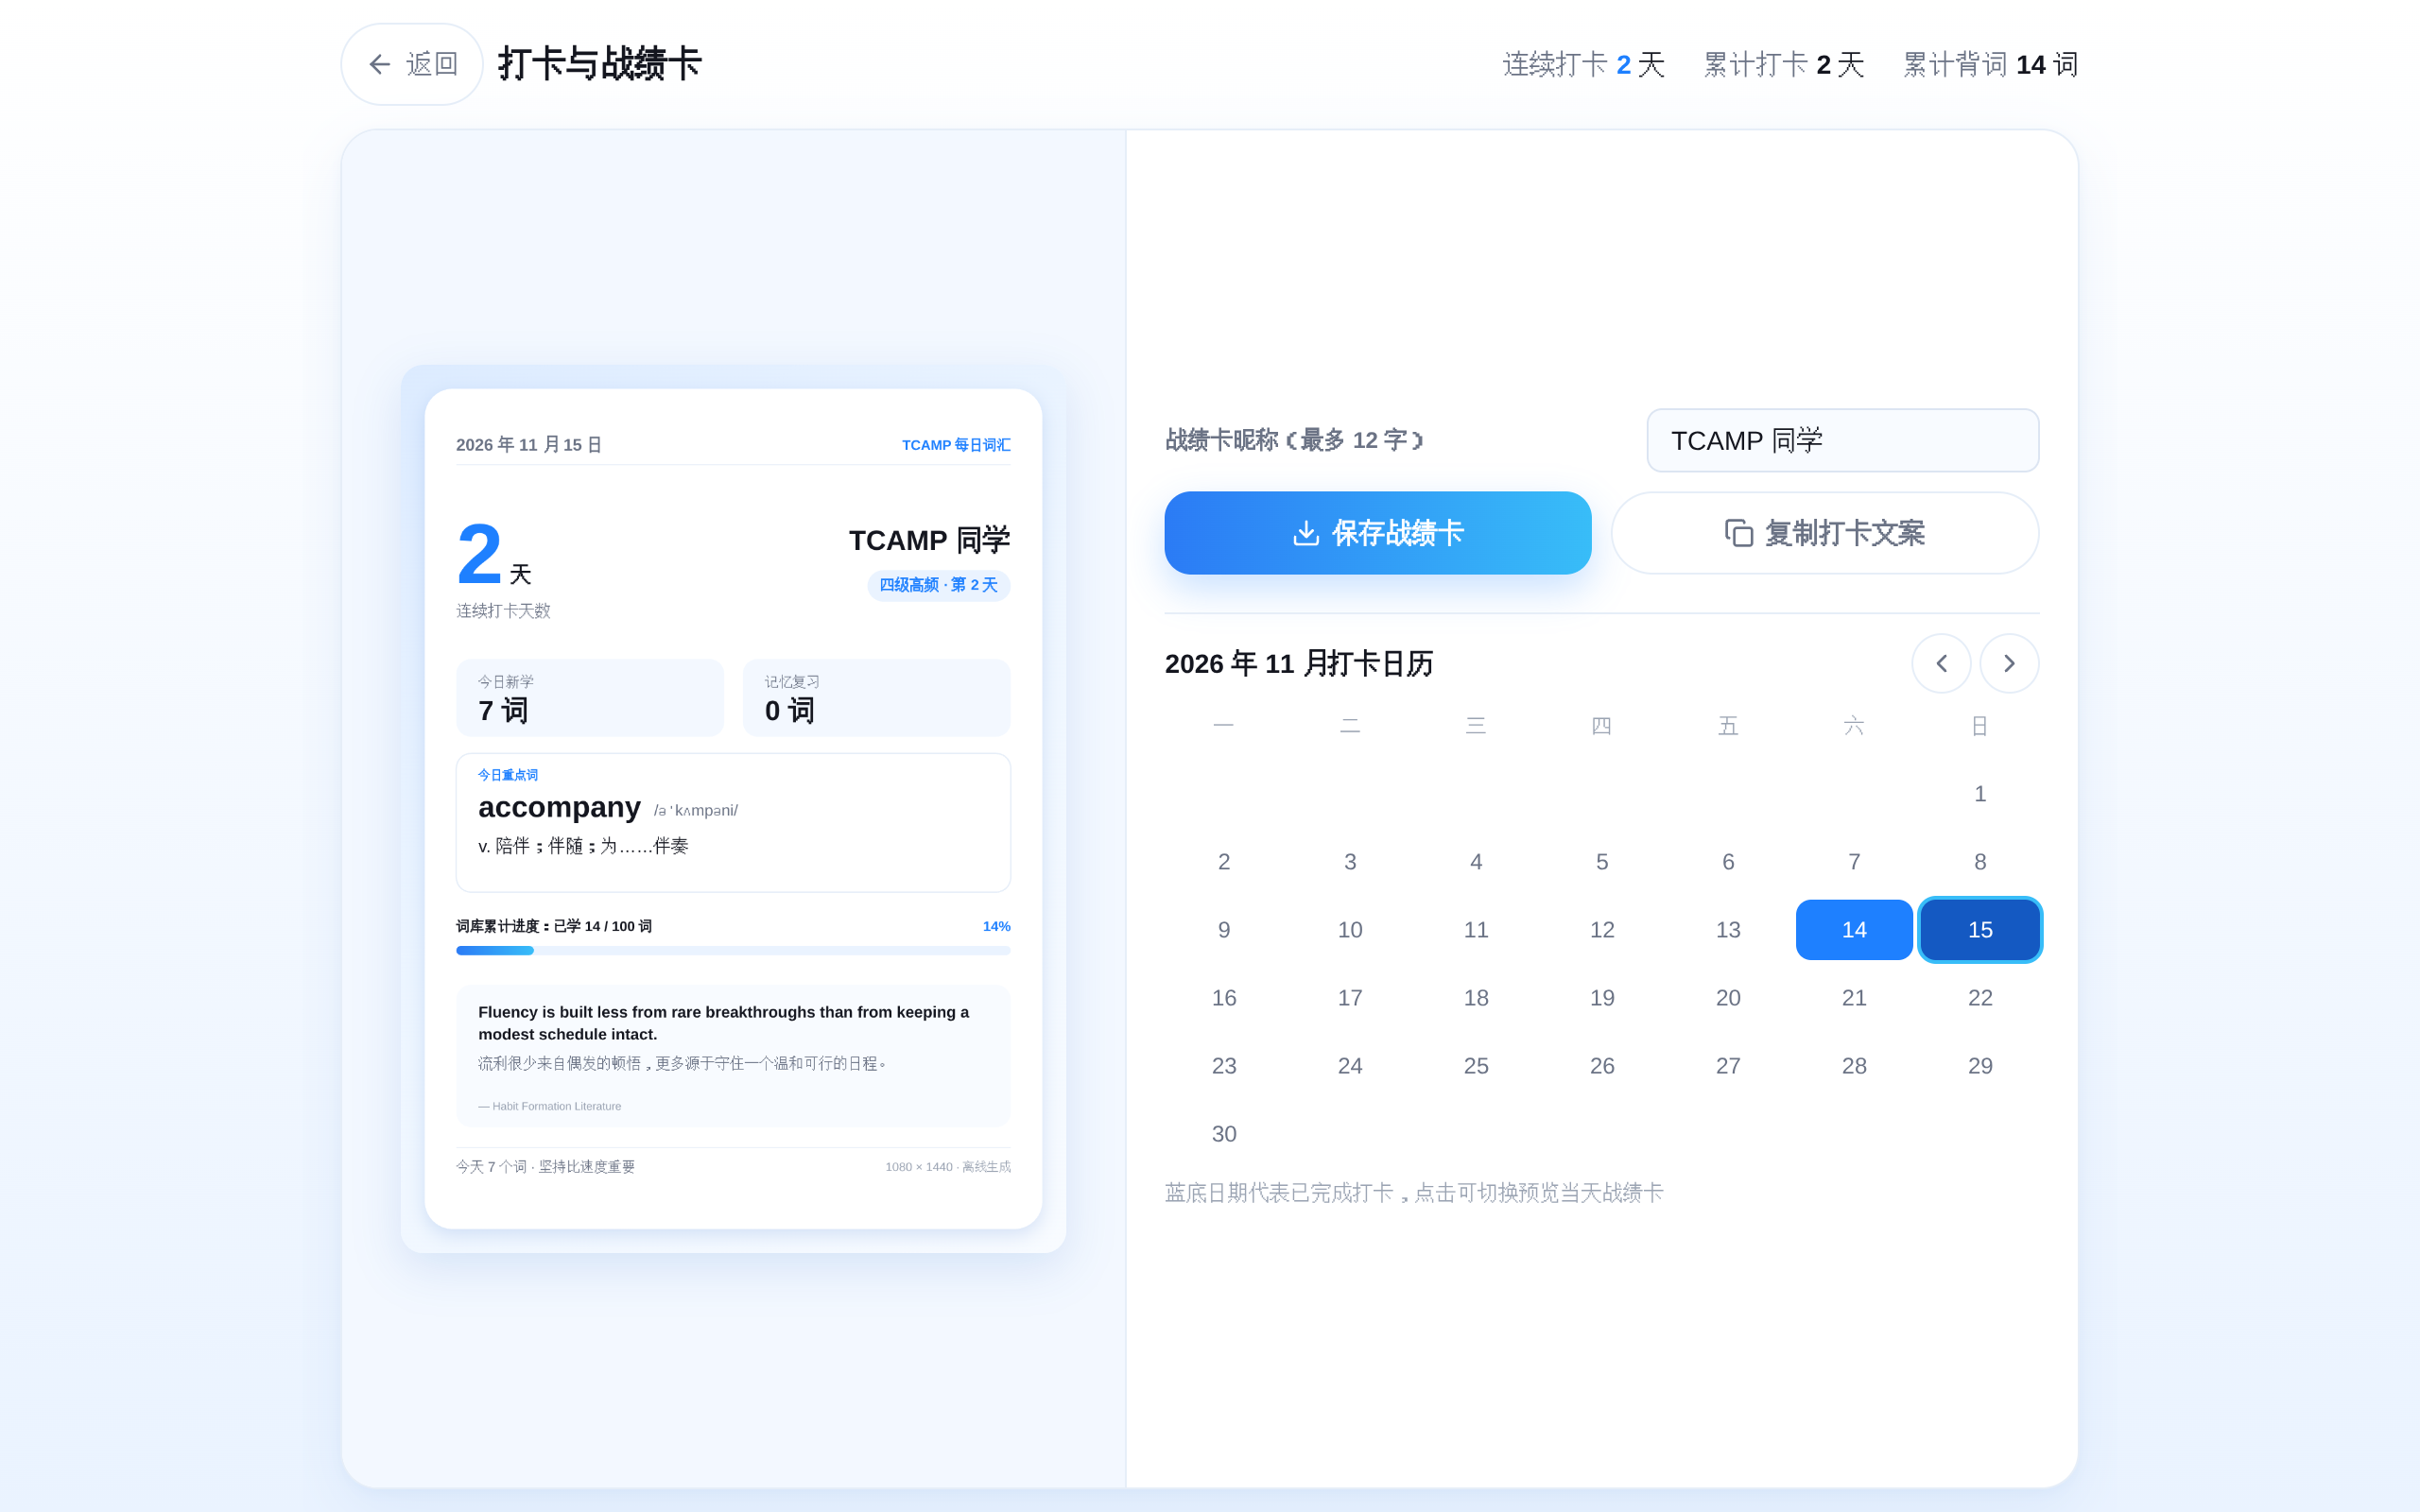 返回 打卡与战绩卡 连续打卡 2 天 累计打卡 2 天 累计背词 14 词
2026 年 11 月 15 日 TCAMP 每日词汇
2 天 TCAMP 同学
四级高频 · 第 2 天
连续打卡天数
今日新学 记忆复习
7 词 0 词
今日重点词
accompany /əˈkʌmpəni/
v. 陪伴；伴随；为……伴奏
词库累计进度：已学 14 / 100 词 14%
Fluency is built less from rare breakthroughs than from keeping a
modest schedule intact.
流利很少来自偶发的顿悟，更多源于守住一个温和可行的日程。
— Habit Formation Literature
今天 7 个词 · 坚持比速度重要 1080 × 1440 · 离线生成
战绩卡昵称（最多 12 字） TCAMP 同学
保存战绩卡 复制打卡文案
2026 年 11 月打卡日历
一 二 三 四 五 六 日
1
2 3 4 5 6 7 8
9 10 11 12 13 14 15
16 17 18 19 20 21 22
23 24 25 26 27 28 29
30
蓝底日期代表已完成打卡，点击可切换预览当天战绩卡